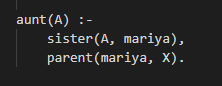 aunt(A) :-
    sister(A, mariya),
    parent(mariya, X).